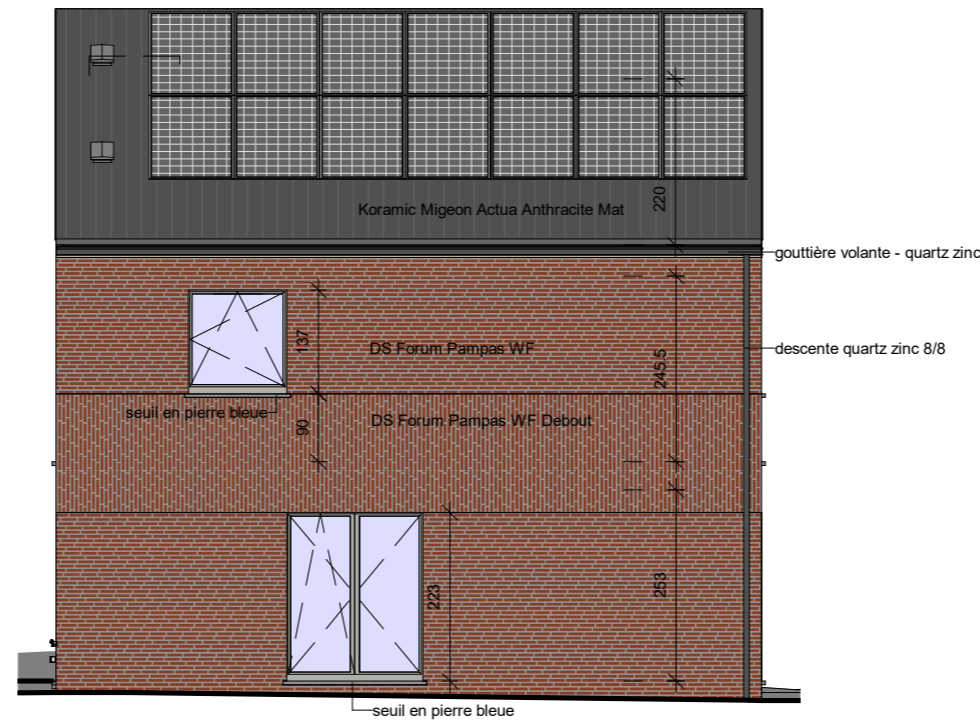 Koramic Migeon Actua Anthracite Mat
220
gouttière volante - quartz zinc
137
DS Forum Pampas WF
245.5
descente quartz zinc 8/8
seuil en pierre bleue
90
DS Forum Pampas WF Debout
223
253
seuil en pierre bleue